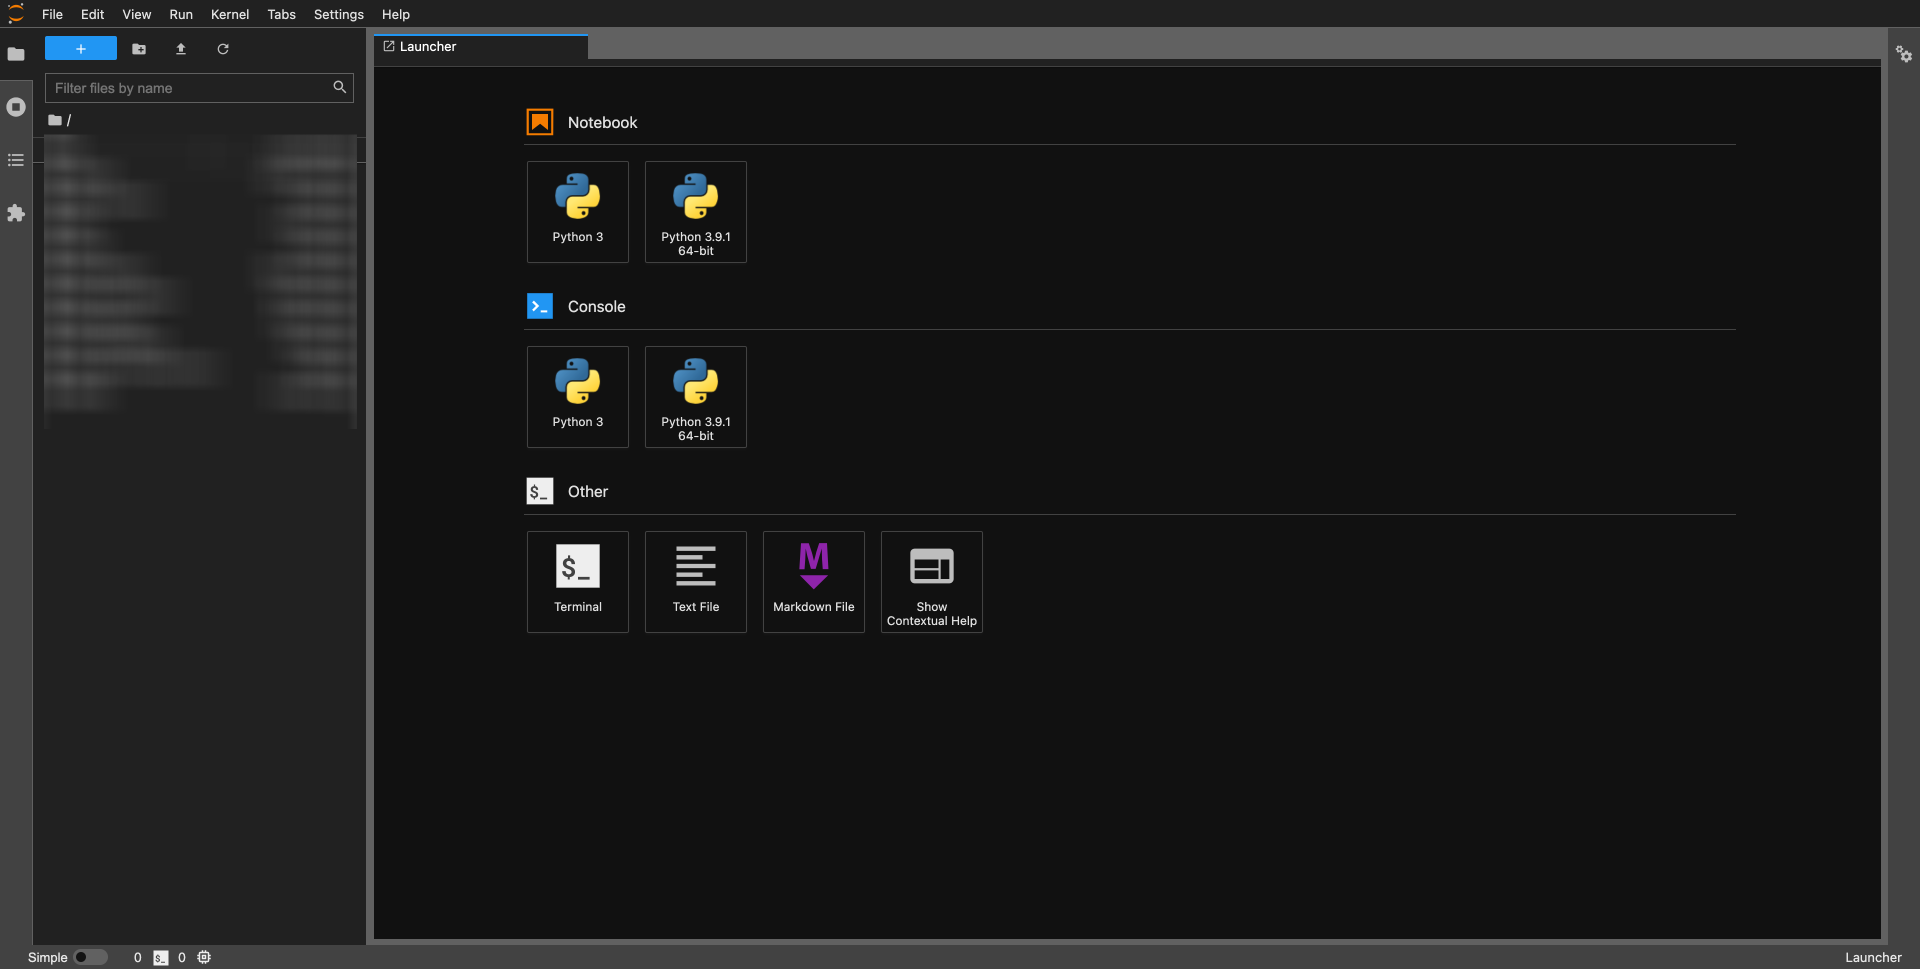 File Edit View Run Kernel Tabs Settings Help
+
Filter files by name
/
Launcher
Notebook
Python 3
Python 3.9.1
64-bit
Console
Python 3
Python 3.9.1
64-bit
$_ Other
$_
Terminal
Text File
M
Markdown File
Show
Contextual Help
Simple 0 $_ 0
Launcher